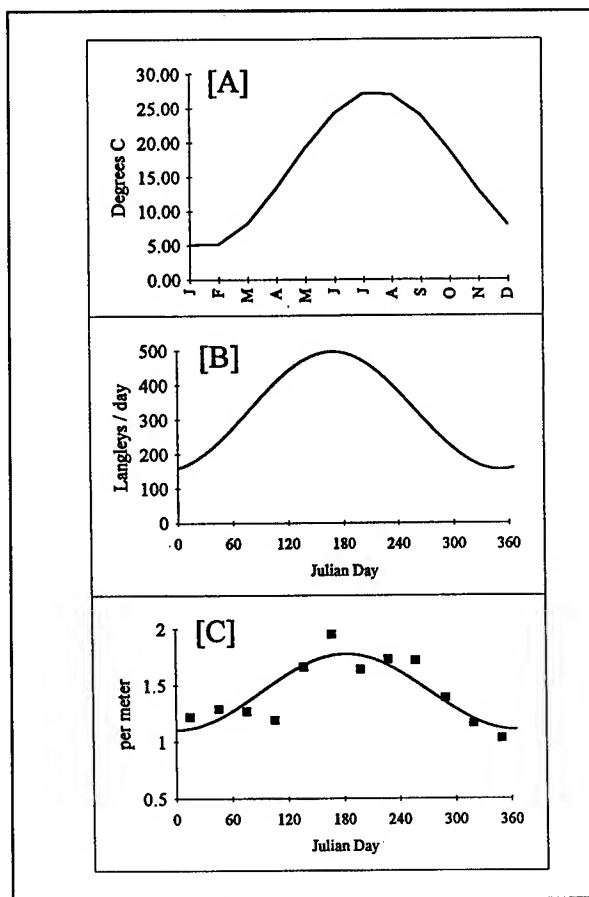 [A]
30.00
25.00
20.00
15.00
10.00
5.00
0.00
Degrees C
J F M A M J J A S O N D
[B]
500
400
300
200
100
0
Langleys / day
0 60 120 180 240 300 360
Julian Day
[C]
2
1.5
1
0.5
per meter
0 60 120 180 240 300 360
Julian Day